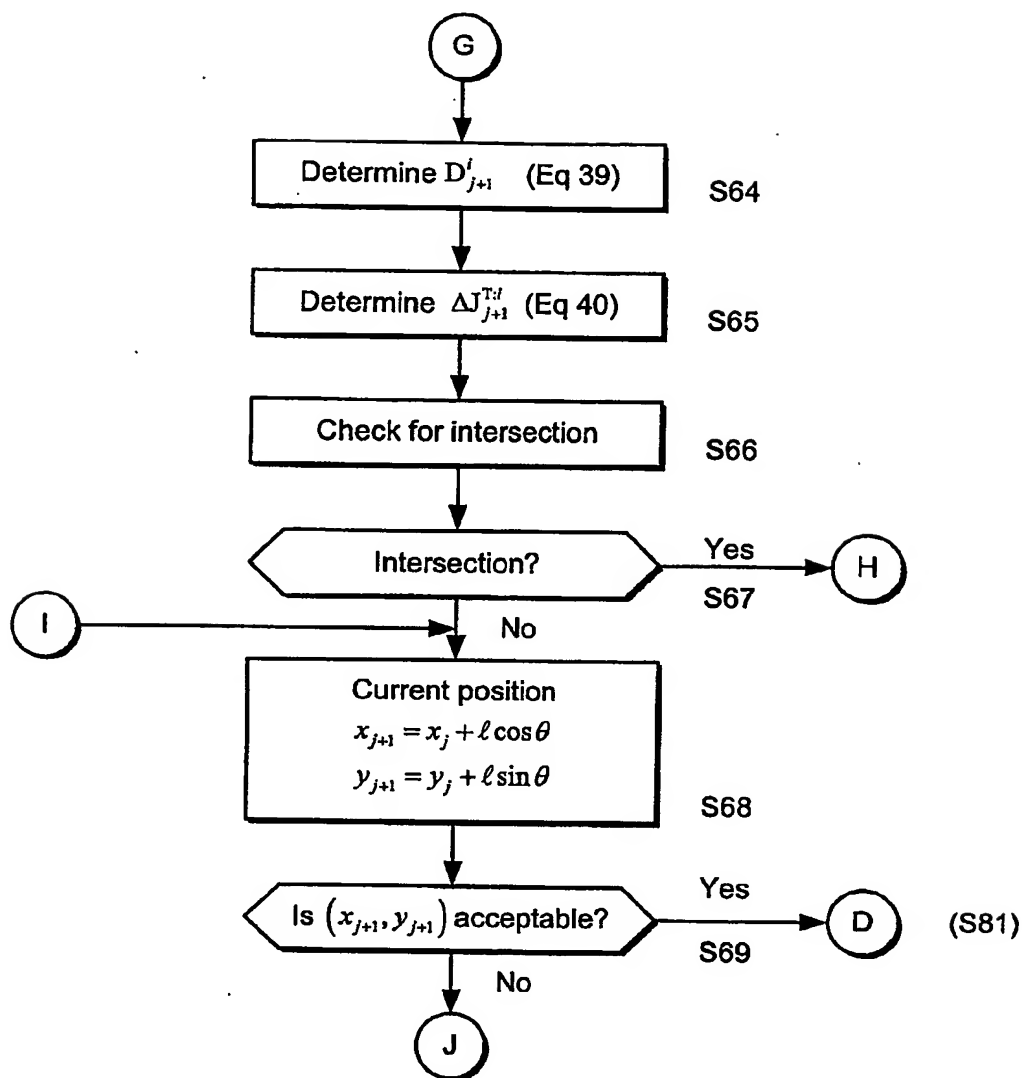 G
Determine D^i_{j+1} (Eq 39)
S64
Determine ΔJ^{T:i}_{j+1} (Eq 40)
S65
Check for intersection
S66
Intersection?
Yes
H
S67
I
No
Current position
x_{j+1} = x_j + ℓ cos θ
y_{j+1} = y_j + ℓ sin θ
S68
Is (x_{j+1}, y_{j+1}) acceptable?
Yes
D
(S81)
S69
No
J